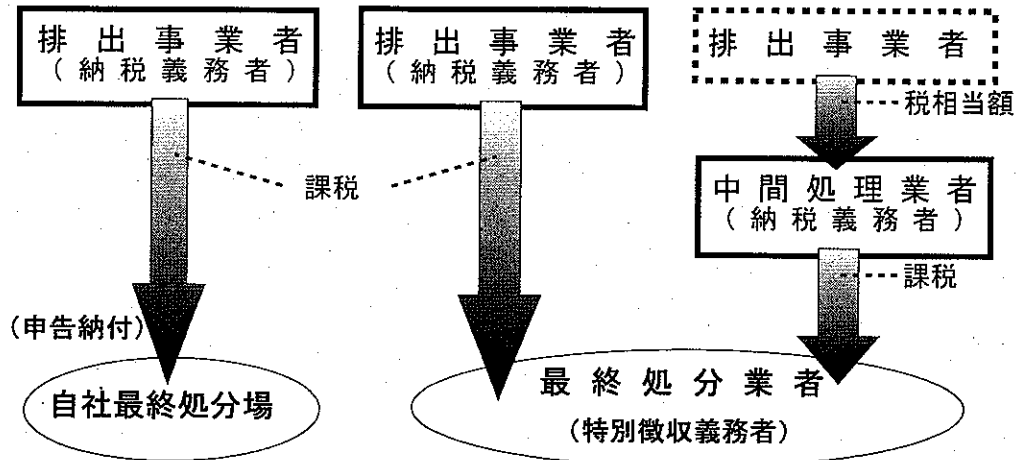 排出事業者
(納税義務者)
排出事業者
(納税義務者)
排出事業者
税相当額
課税
中間処理業者
(納税義務者)
課税
(申告納付)
自社最終処分場
最終処分業者
(特別徴収義務者)